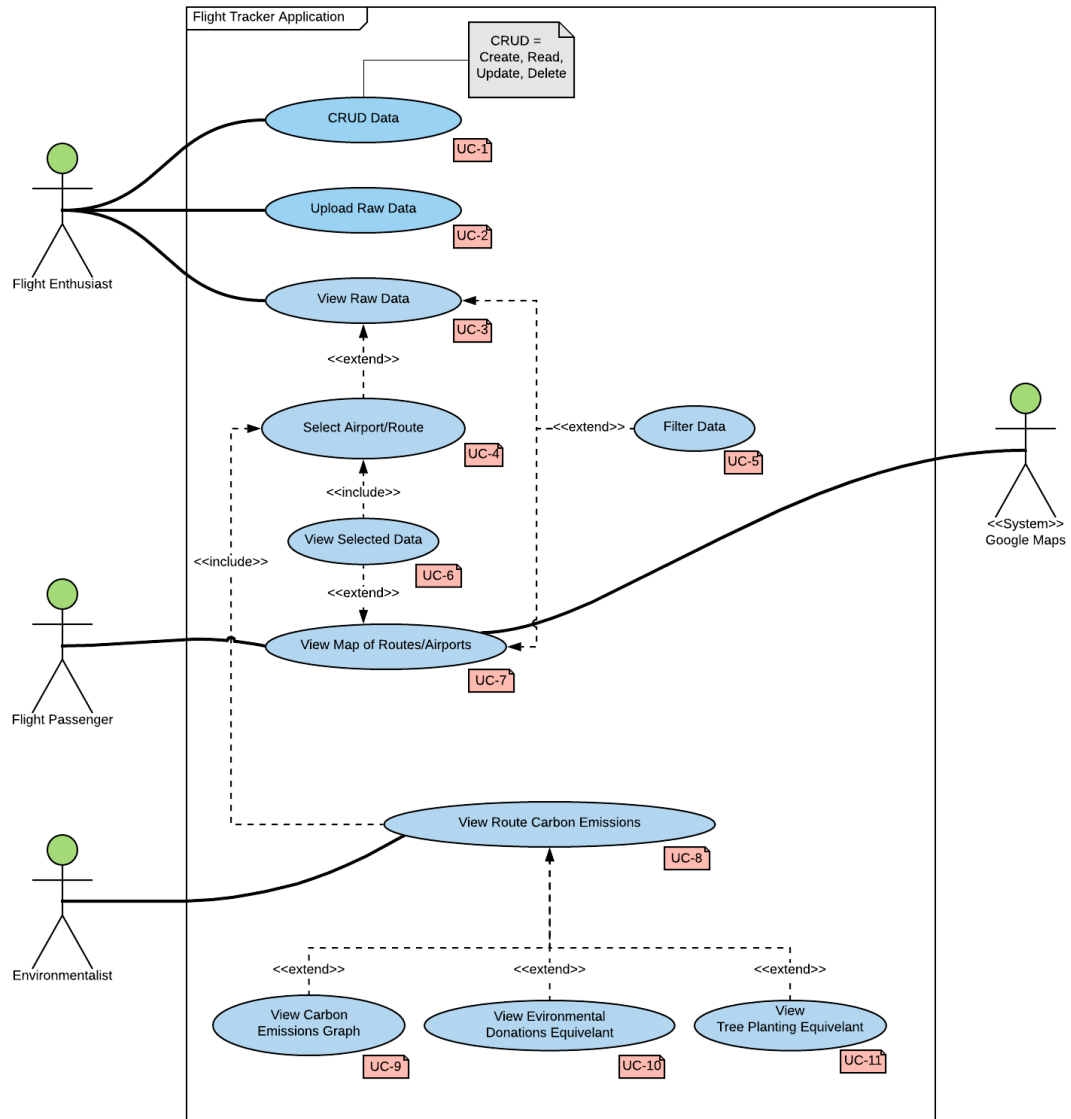 Flight Tracker Application
CRUD =
Create, Read,
Update, Delete
CRUD Data
UC-1
Upload Raw Data
UC-2
Flight Enthusiast
View Raw Data
UC-3
<<extend>>
Select Airport/Route
UC-4
<<extend>>
Filter Data
UC-5
<<include>>
<<System>>
Google Maps
View Selected Data
UC-6
<<include>>
<<extend>>
View Map of Routes/Airports
UC-7
Flight Passenger
View Route Carbon Emissions
UC-8
Environmentalist
<<extend>>
<<extend>>
<<extend>>
View Carbon
Emissions Graph
UC-9
View Evironmental
Donations Equivelant
UC-10
View
Tree Planting Equivelant
UC-11